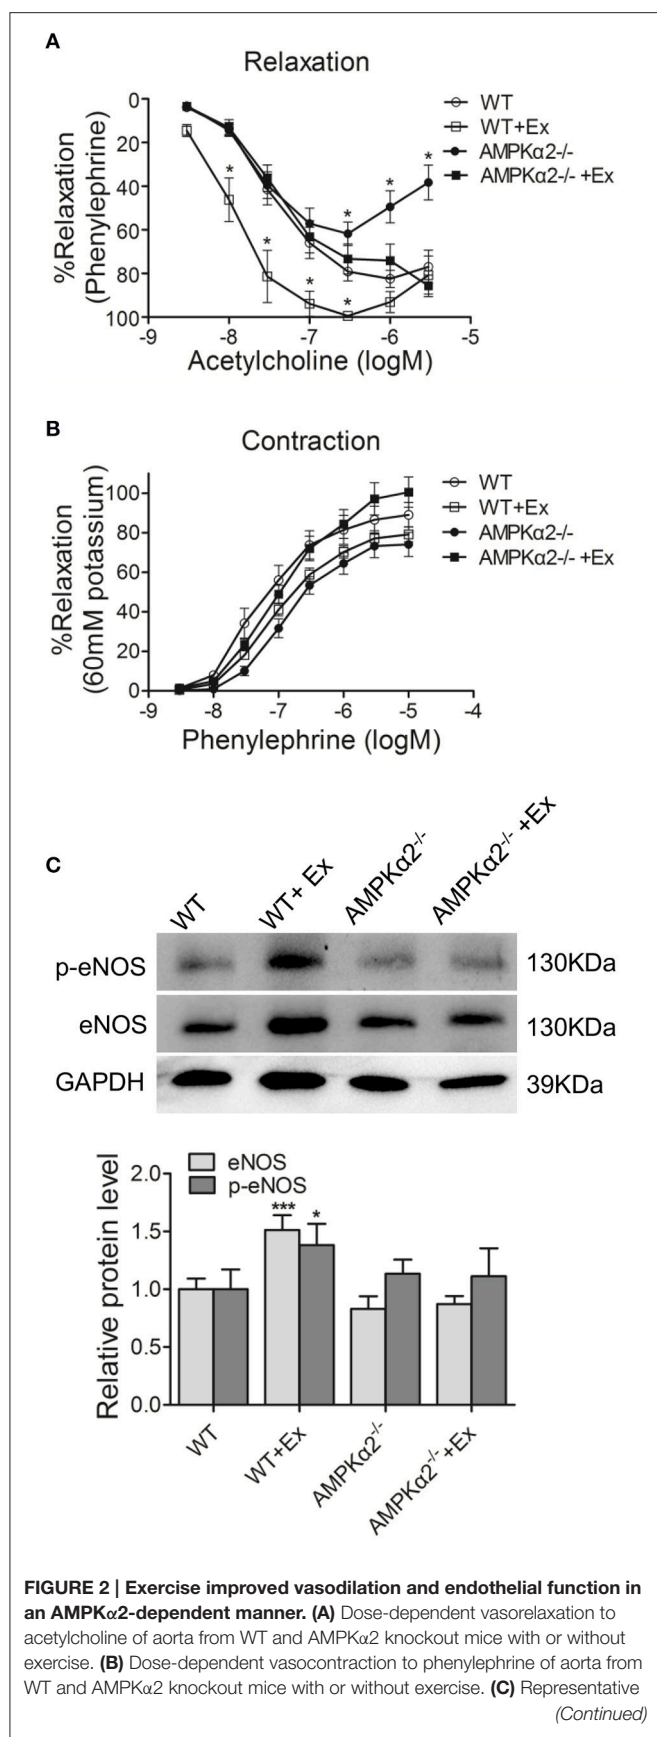 A
Relaxation
%Relaxation
(Phenylephrine)
0
20
40
60
80
100
-9
-8
-7
-6
-5
Acetylcholine (logM)
WT
WT+Ex
AMPKα2-/-
AMPKα2-/- +Ex
*
*
*
*
*
*
*
B
Contraction
%Relaxation
(60mM potassium)
100
80
60
40
20
0
-9
-8
-7
-6
-5
-4
Phenylephrine (logM)
WT
WT+Ex
AMPKα2-/-
AMPKα2-/- +Ex
C
WT
WT+ Ex
AMPKα2-/-
AMPKα2-/- +Ex
p-eNOS 130KDa
eNOS 130KDa
GAPDH 39KDa
Relative protein level
2.0
1.5
1.0
0.5
0.0
eNOS
p-eNOS
***
*
WT
WT+Ex
AMPKα2-/-
AMPKα2-/- +Ex
FIGURE 2 | Exercise improved vasodilation and endothelial function in
an AMPKα2-dependent manner. (A) Dose-dependent vasorelaxation to
acetylcholine of aorta from WT and AMPKα2 knockout mice with or without
exercise. (B) Dose-dependent vasocontraction to phenylephrine of aorta from
WT and AMPKα2 knockout mice with or without exercise. (C) Representative
(Continued)